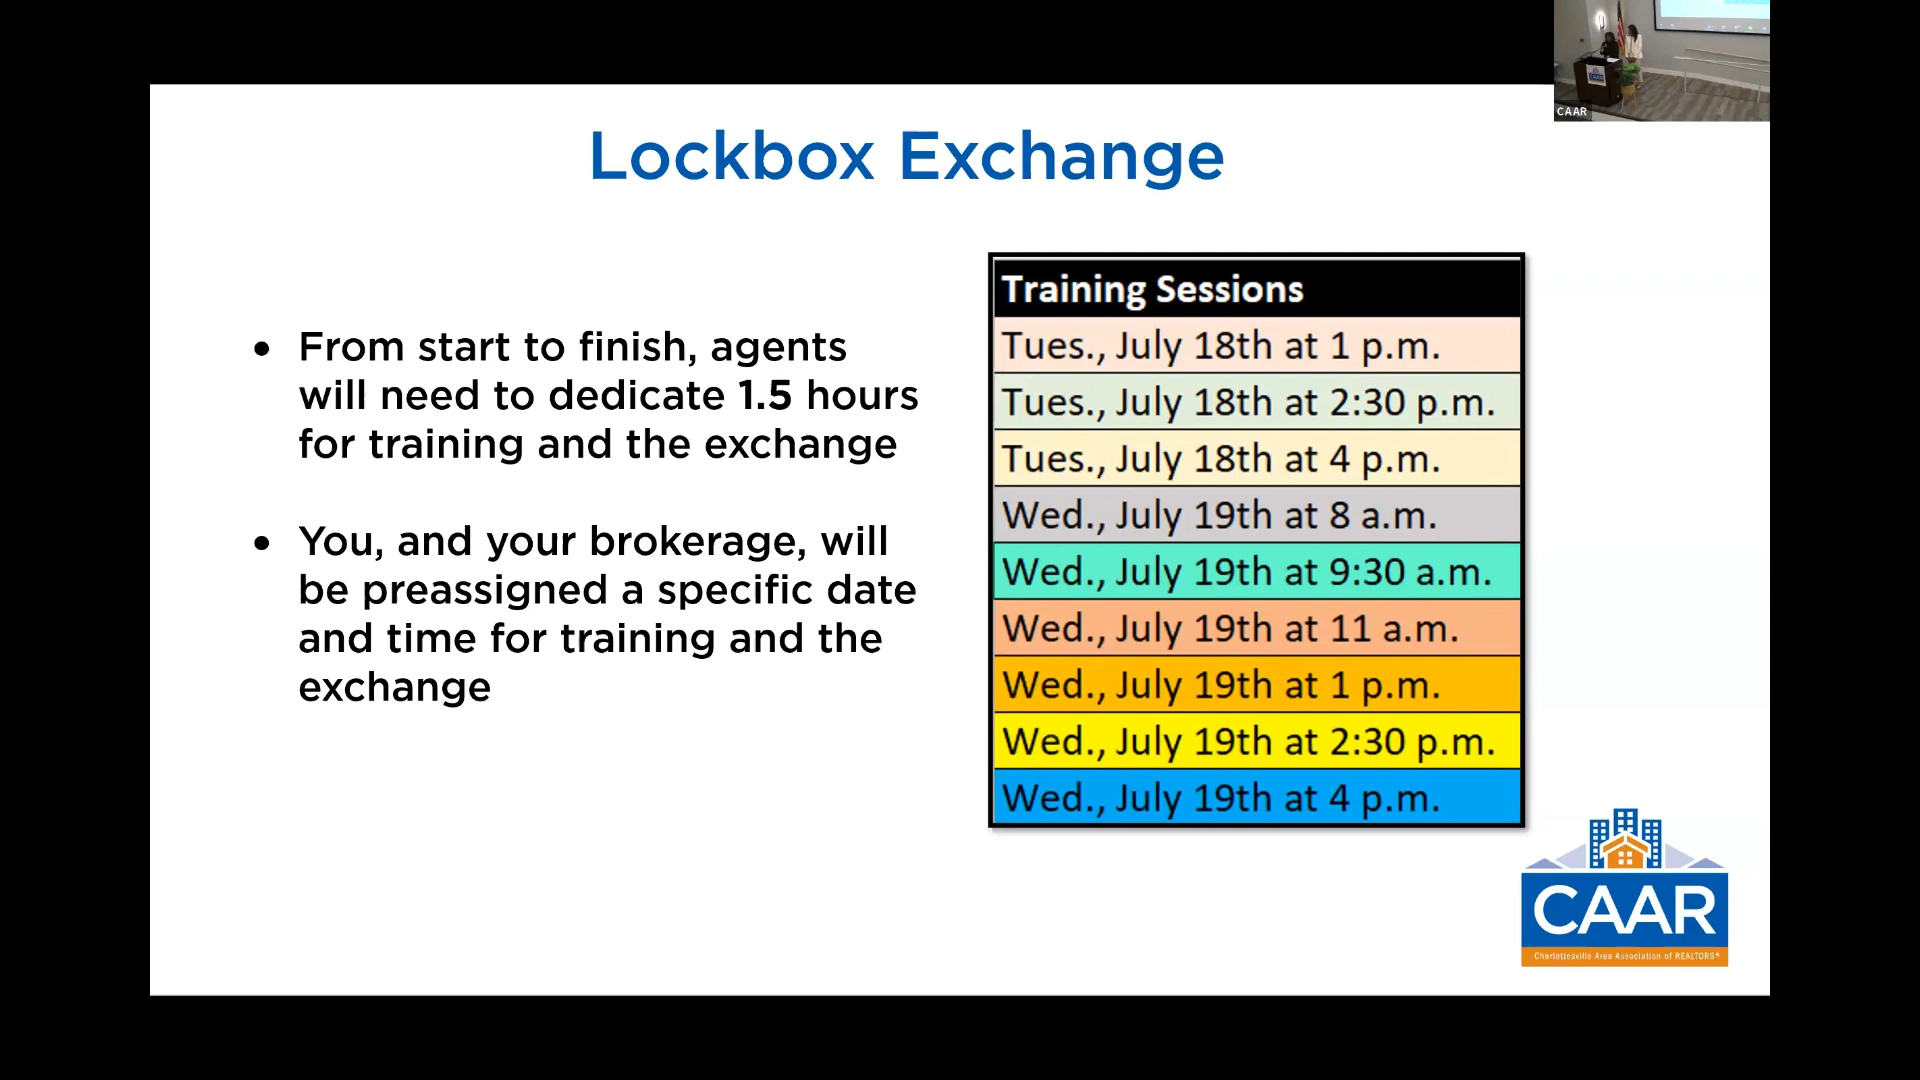 CAAR
Lockbox Exchange
• From start to finish, agents
will need to dedicate 1.5 hours
for training and the exchange
• You, and your brokerage, will
be preassigned a specific date
and time for training and the
exchange
Training Sessions
Tues., July 18th at 1 p.m.
Tues., July 18th at 2:30 p.m.
Tues., July 18th at 4 p.m.
Wed., July 19th at 8 a.m.
Wed., July 19th at 9:30 a.m.
Wed., July 19th at 11 a.m.
Wed., July 19th at 1 p.m.
Wed., July 19th at 2:30 p.m.
Wed., July 19th at 4 p.m.
CAAR
Charlottesville Area Association of REALTORS®